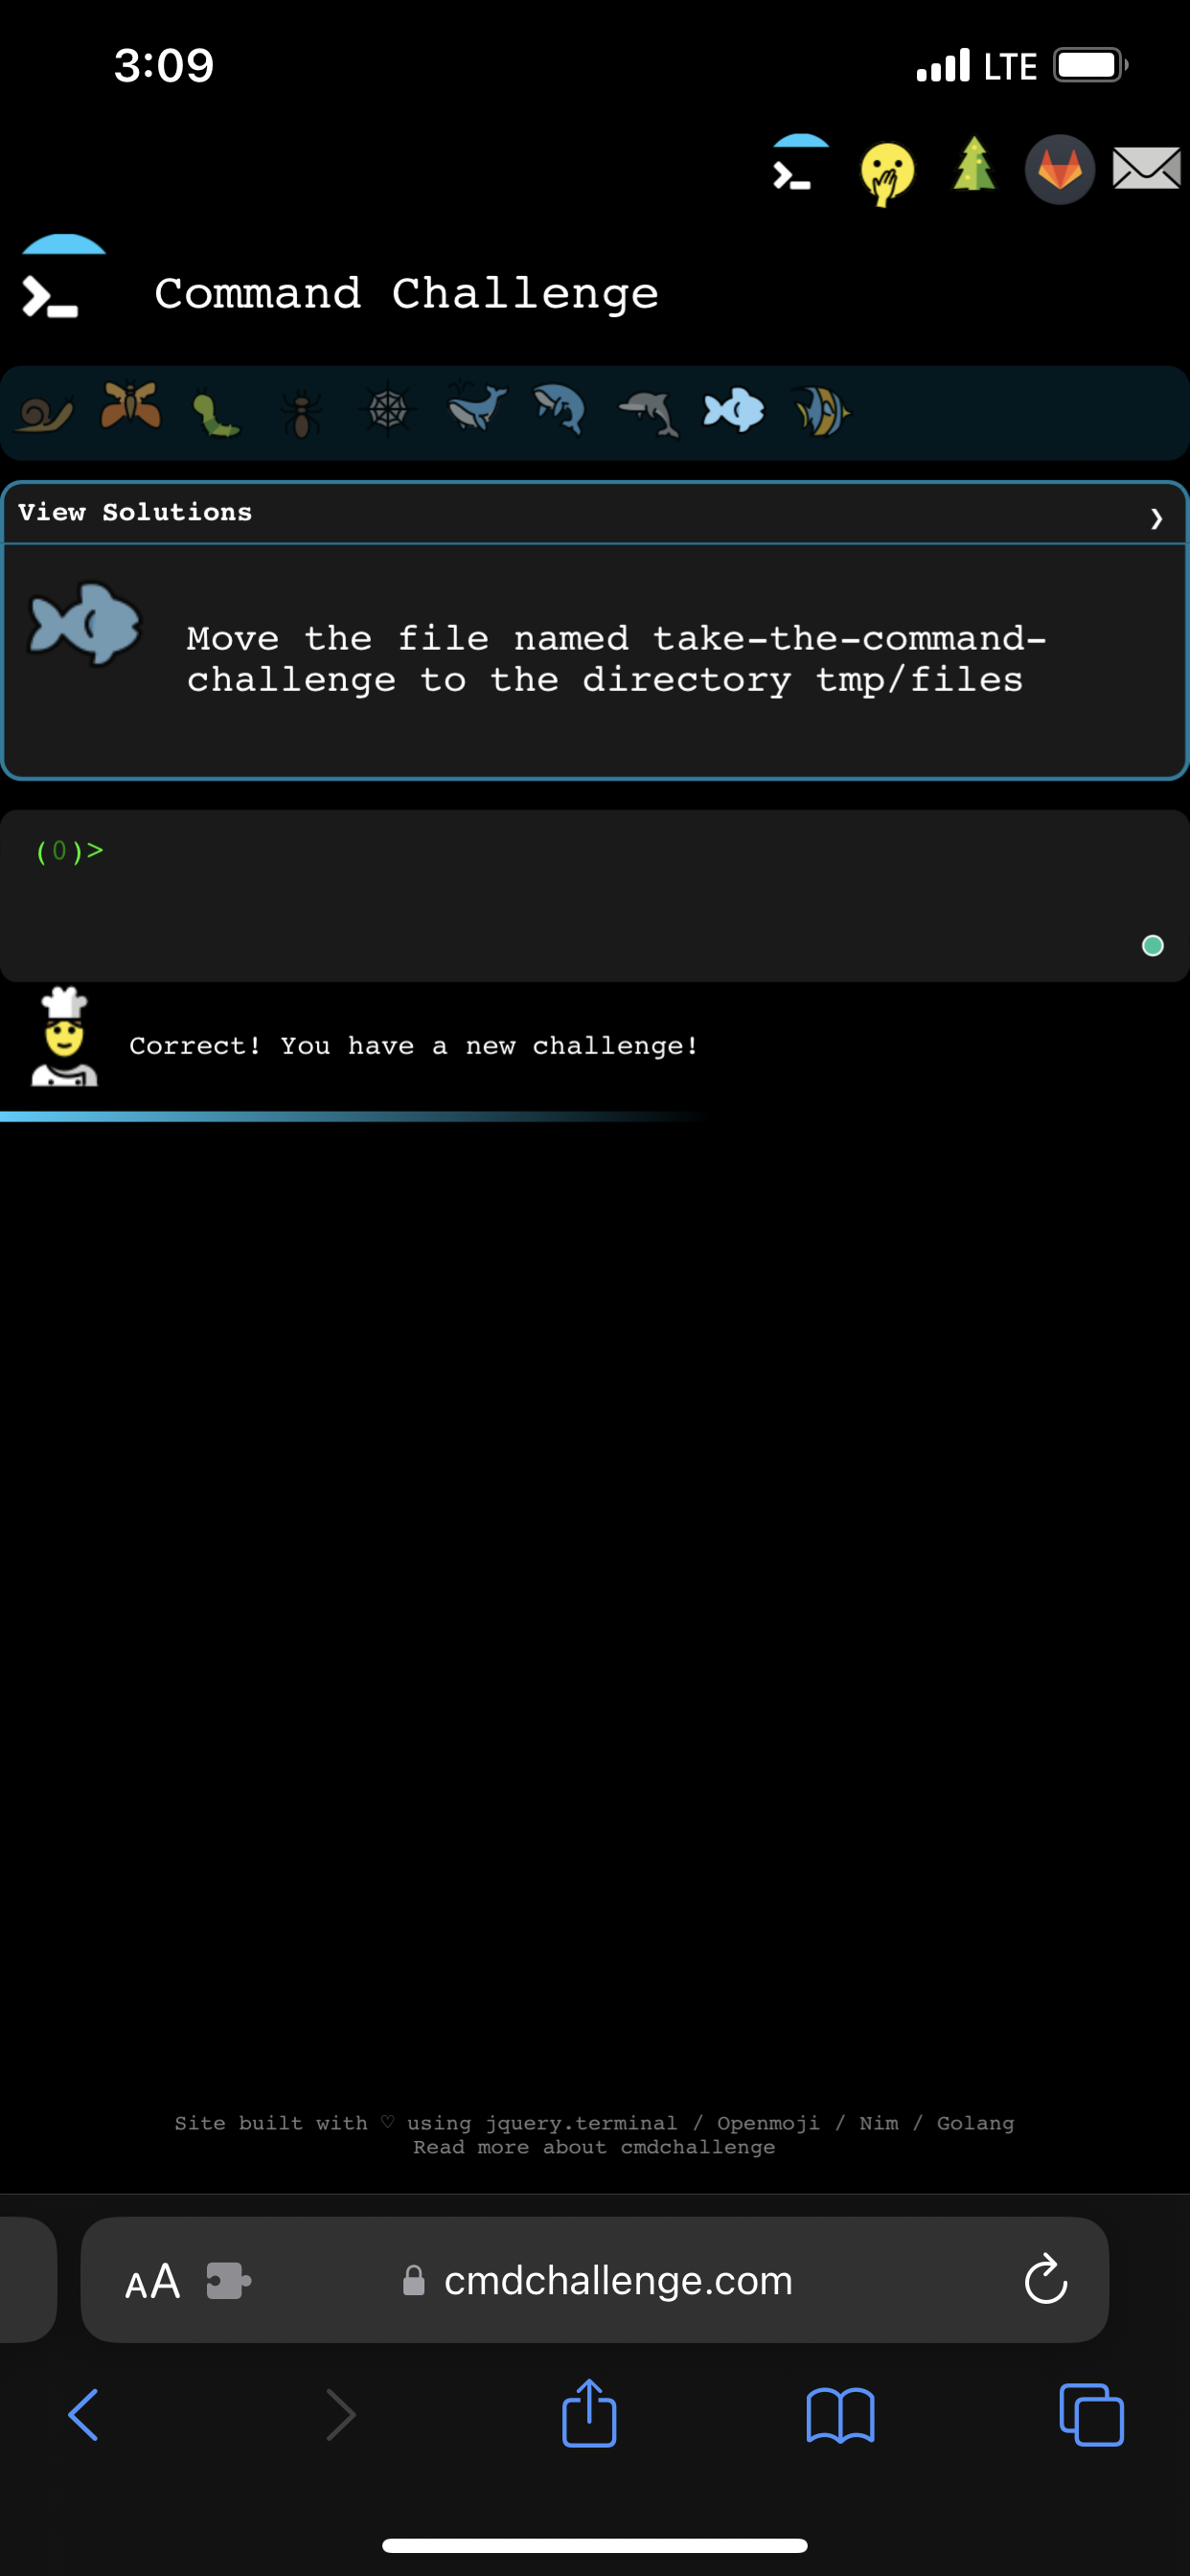 3:09
LTE
Command Challenge
View Solutions
Move the file named take-the-command-
challenge to the directory tmp/files
(0)>
Correct! You have a new challenge!
Site built with ♡ using jquery.terminal / Openmoji / Nim / Golang
Read more about cmdchallenge
AA
cmdchallenge.com